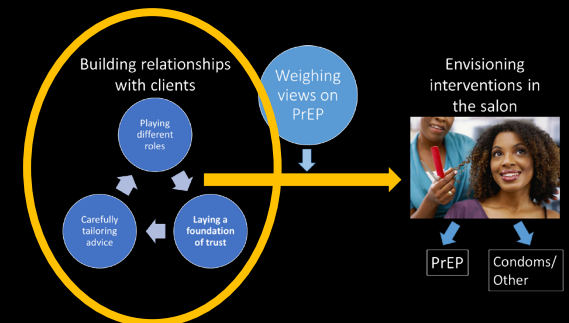 Building relationships
with clients
Playing
different
roles
Carefully
tailoring
advice
Laying a
foundation
of trust
Weighing
views on
PrEP
Envisioning
interventions in
the salon
PrEP
Condoms/
Other